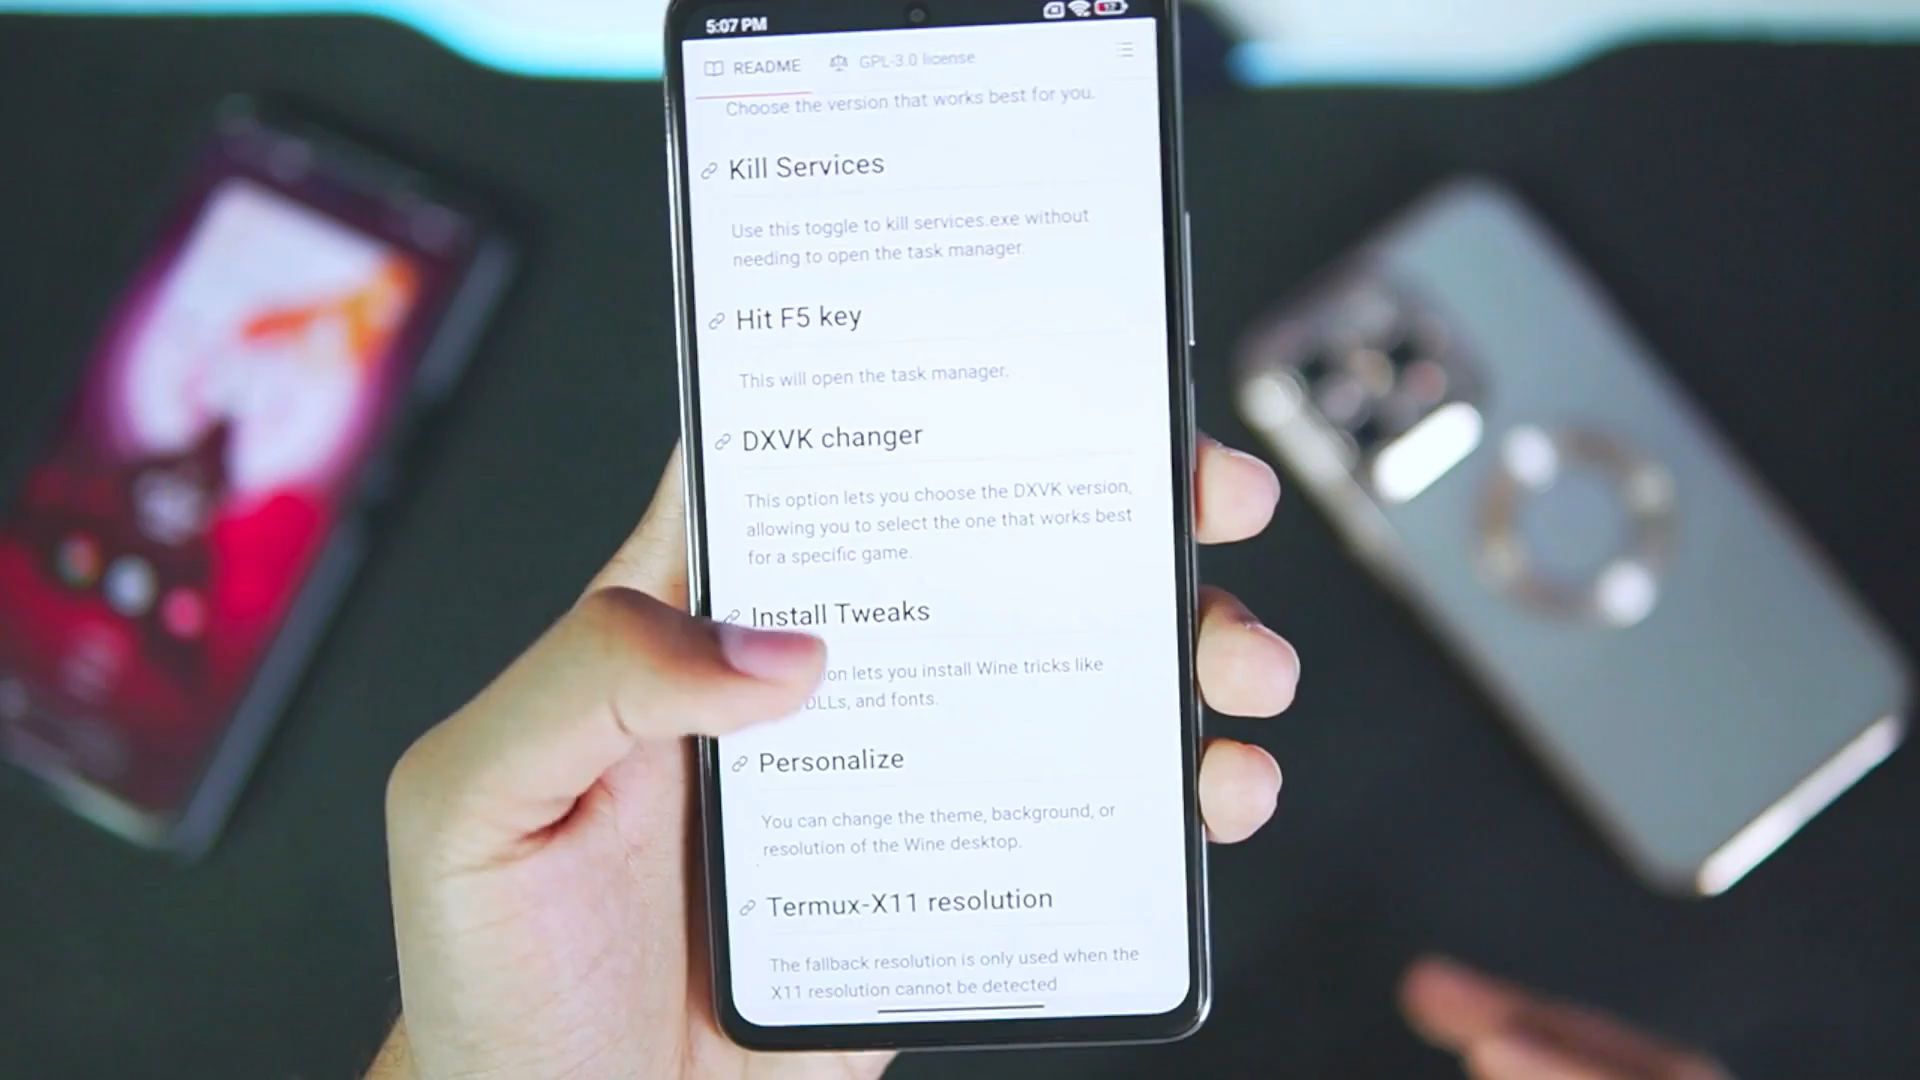 5:07 PM
17
README
GPL-3.0 license
Choose the version that works best for you.
Kill Services
Use this toggle to kill services.exe without
needing to open the task manager.
Hit F5 key
This will open the task manager.
DXVK changer
This option lets you choose the DXVK version,
allowing you to select the one that works best
for a specific game.
Install Tweaks
lets you install Wine tricks like
DLLs, and fonts.
Personalize
You can change the theme, background, or
resolution of the Wine desktop.
Termux-X11 resolution
The fallback resolution is only used when the
X11 resolution cannot be detected